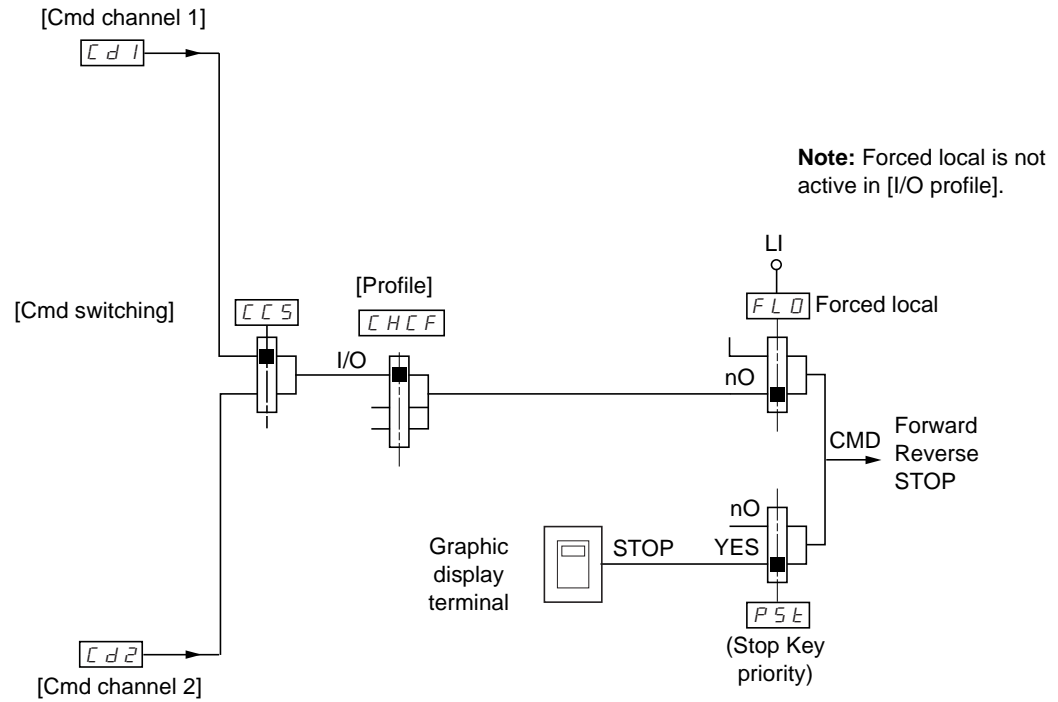 [Cmd channel 1]
Cd1
Note: Forced local is not
active in [I/O profile].
LI
[Profile]
[Cmd switching]
CCS
CHCF
FLO Forced local
I/O
nO
CMD
Forward
Reverse
STOP
nO
Graphic
display
terminal
STOP
YES
PSt
(Stop Key
priority)
Cd2
[Cmd channel 2]